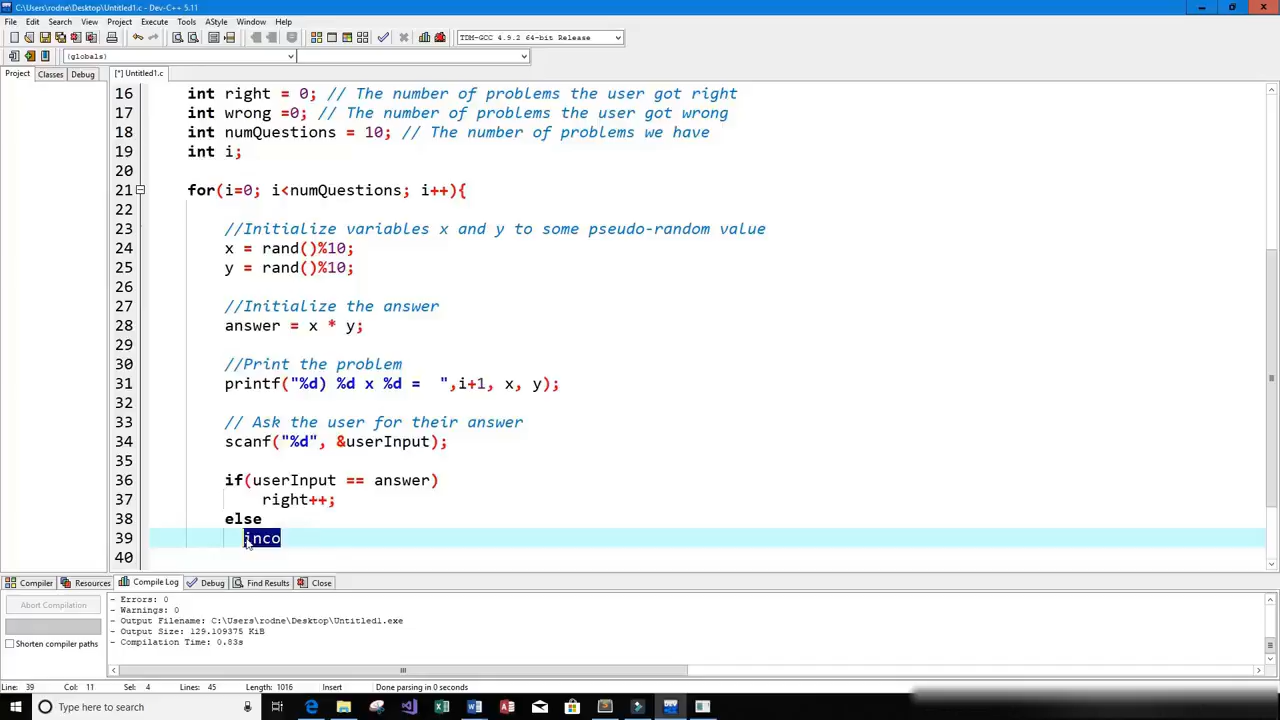 C:\Users\rodne\Desktop\Untitled1.c - Dev-C++ 5.11
File Edit Search View Project Execute Tools AStyle Window Help
TDM-GCC 4.9.2 64-bit Release
(globals)
Project Classes Debug [*] Untitled1.c
16 int right = 0; // The number of problems the user got right
17 int wrong =0; // The number of problems the user got wrong
18 int numQuestions = 10; // The number of problems we have
19 int i;
20
21 for(i=0; i<numQuestions; i++){
22
23 //Initialize variables x and y to some pseudo-random value
24 x = rand()%10;
25 y = rand()%10;
26
27 //Initialize the answer
28 answer = x * y;
29
30 //Print the problem
31 printf("%d) %d x %d =  ",i+1, x, y);
32
33 // Ask the user for their answer
34 scanf("%d", &userInput);
35
36 if(userInput == answer)
37 right++;
38 else
39 inco
40
Compiler Resources Compile Log Debug Find Results Close
Abort Compilation
Shorten compiler paths
- Errors: 0
- Warnings: 0
- Output Filename: C:\Users\rodne\Desktop\Untitled1.exe
- Output Size: 129.109375 KiB
- Compilation Time: 0.83s
Line: 39 Col: 11 Sel: 4 Lines: 45 Length: 1016 Insert Done parsing in 0 seconds
Type here to search